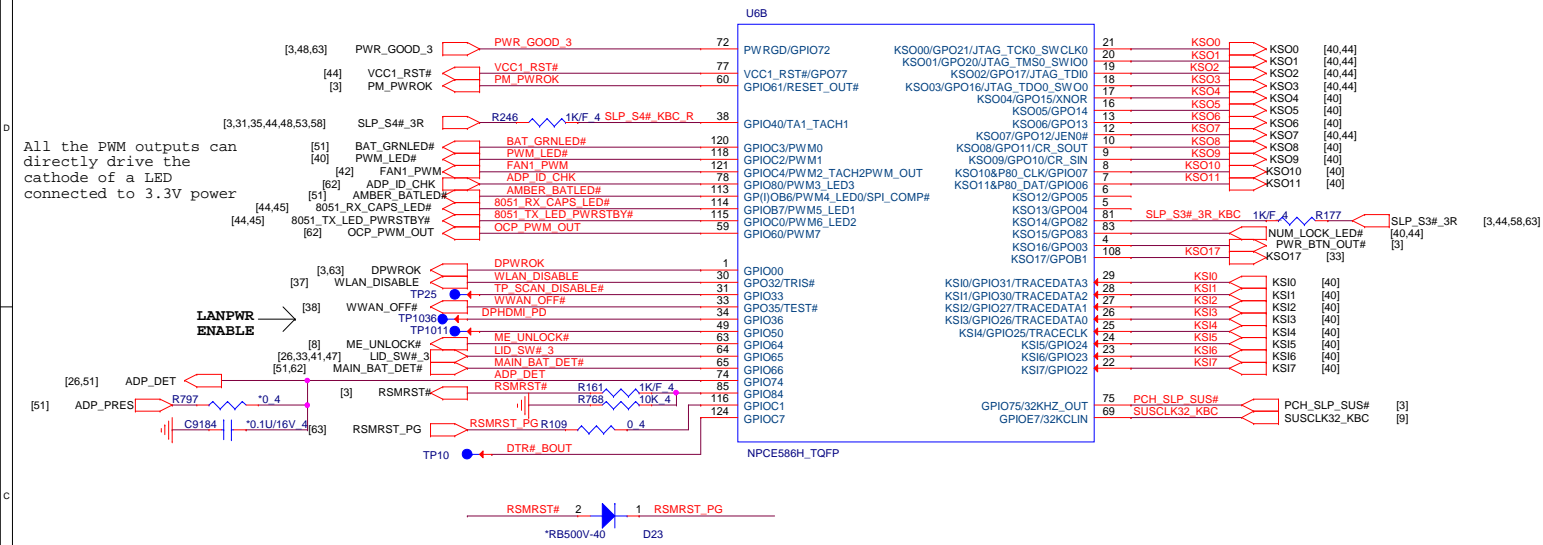 U6B
[3,48,63] PWR_GOOD_3 PWR_GOOD_3 72 PWRGD/GPIO72
[44] VCC1_RST# VCC1_RST# 77 VCC1_RST#/GPO77
[3] PM_PWROK PM_PWROK 60 GPIO61/RESET_OUT#
[3,31,35,44,48,53,58] SLP_S4#_3R R246 1K/F_4 SLP_S4#_KBC_R 38 GPIO40/TA1_TACH1
All the PWM outputs can
directly drive the
cathode of a LED
connected to 3.3V power
[51] BAT_GRNLED# BAT_GRNLED# 120 GPIOC3/PWM0
[40] PWM_LED# PWM_LED# 118 GPIOC2/PWM1
[42] FAN1_PWM FAN1_PWM 121 GPIOC4/PWM2_TACH2PWM_OUT
[62] ADP_ID_CHK ADP_ID_CHK 78 GPIO80/PWM3_LED3
[51] AMBER_BATLED# AMBER_BATLED# 113 GP(I)OB6/PWM4_LED0/SPI_COMP#
[44,45] 8051_RX_CAPS_LED# 8051_RX_CAPS_LED# 114 GPIOB7/PWM5_LED1
[44,45] 8051_TX_LED_PWRSTBY# 8051_TX_LED_PWRSTBY# 115 GPIOC0/PWM6_LED2
[62] OCP_PWM_OUT OCP_PWM_OUT 59 GPIO60/PWM7
[3,63] DPWROK DPWROK 1 GPIO00
[37] WLAN_DISABLE WLAN_DISABLE 30 GPO32/TRIS#
TP25 TP_SCAN_DISABLE# 31 GPIO33
[38] WWAN_OFF# WWAN_OFF# 33 GPO35/TEST#
LANPWR
ENABLE
TP1036 DPHDMI_PD 34 GPIO36
TP1011 49 GPIO50
[8] ME_UNLOCK# ME_UNLOCK# 63 GPIO64
[26,33,41,47] LID_SW#_3 LID_SW#_3 64 GPIO65
[51,62] MAIN_BAT_DET# MAIN_BAT_DET# 65 GPIO66
[26,51] ADP_DET ADP_DET 74 GPIO74
[3] RSMRST# RSMRST# R161 1K/F_4 85 GPIO84
[51] ADP_PRES R797 *0_4 R768 10K_4 116 GPIOC1
124 GPIOC7
C9184 *0.1U/16V_4 [63] RSMRST_PG RSMRST_PG R109 0_4
TP10 DTR#_BOUT
KSO00/GPO21/JTAG_TCK0_SWCLK0 21 KSO0 KSO0 [40,44]
KSO01/GPO20/JTAG_TMS0_SWIO0 20 KSO1 KSO1 [40,44]
KSO02/GPO17/JTAG_TDI0 19 KSO2 KSO2 [40,44]
KSO03/GPO16/JTAG_TDO0_SWO0 18 KSO3 KSO3 [40,44]
KSO04/GPO15/XNOR 17 KSO4 KSO4 [40]
KSO05/GPO14 16 KSO5 KSO5 [40]
KSO06/GPO13 13 KSO6 KSO6 [40]
KSO07/GPO12/JEN0# 12 KSO7 KSO7 [40,44]
KSO08/GPO11/CR_SOUT 10 KSO8 KSO8 [40]
KSO09/GPO10/CR_SIN 9 KSO9 KSO9 [40]
KSO10&P80_CLK/GPIO07 8 KSO10 KSO10 [40]
KSO11&P80_DAT/GPIO06 7 KSO11 KSO11 [40]
KSO12/GPO05 6
KSO13/GPO04 5
KSO14/GPO82 81 SLP_S3#_3R_KBC 1K/F_4 R177 SLP_S3#_3R [3,44,58,63]
KSO15/GPO83 83 NUM_LOCK_LED# [40,44]
KSO16/GPO03 4 PWR_BTN_OUT# [3]
KSO17/GPOB1 108 KSO17 KSO17 [33]
KSI0/GPIO31/TRACEDATA3 29 KSI0 KSI0 [40]
KSI1/GPIO30/TRACEDATA2 28 KSI1 KSI1 [40]
KSI2/GPIO27/TRACEDATA1 27 KSI2 KSI2 [40]
KSI3/GPIO26/TRACEDATA0 26 KSI3 KSI3 [40]
KSI4/GPIO25/TRACECLK 25 KSI4 KSI4 [40]
KSI5/GPIO24 24 KSI5 KSI5 [40]
KSI6/GPIO23 23 KSI6 KSI6 [40]
KSI7/GPIO22 22 KSI7 KSI7 [40]
GPIO75/32KHZ_OUT 75 PCH_SLP_SUS# PCH_SLP_SUS# [3]
GPIOE7/32KCLIN 69 SUSCLK32_KBC SUSCLK32_KBC [9]
NPCE586H_TQFP
RSMRST# 2 1 RSMRST_PG
*RB500V-40 D23
D
C